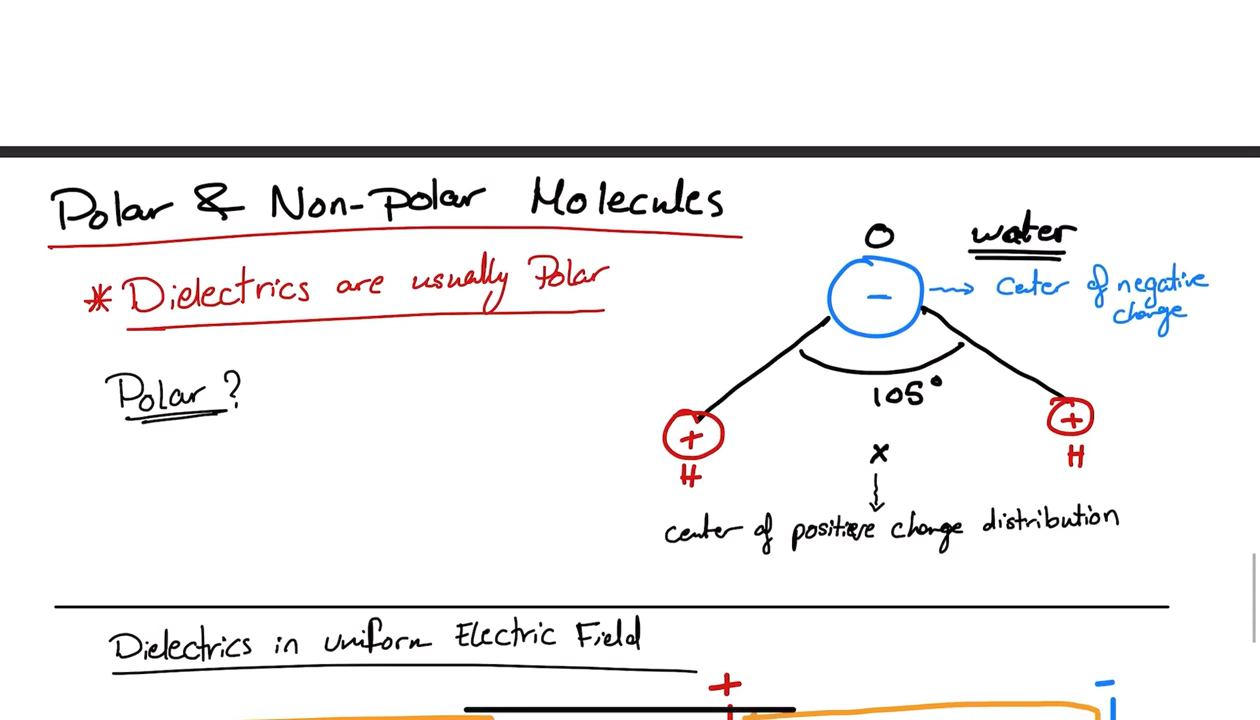 Polar & Non-Polar Molecules
* Dielectrics are usually Polar
Polar ?
O
water
−
center of negative
charge
105°
+
H
+
H
x
center of positive charge distribution
Dielectrics in uniform Electric Field
+
−